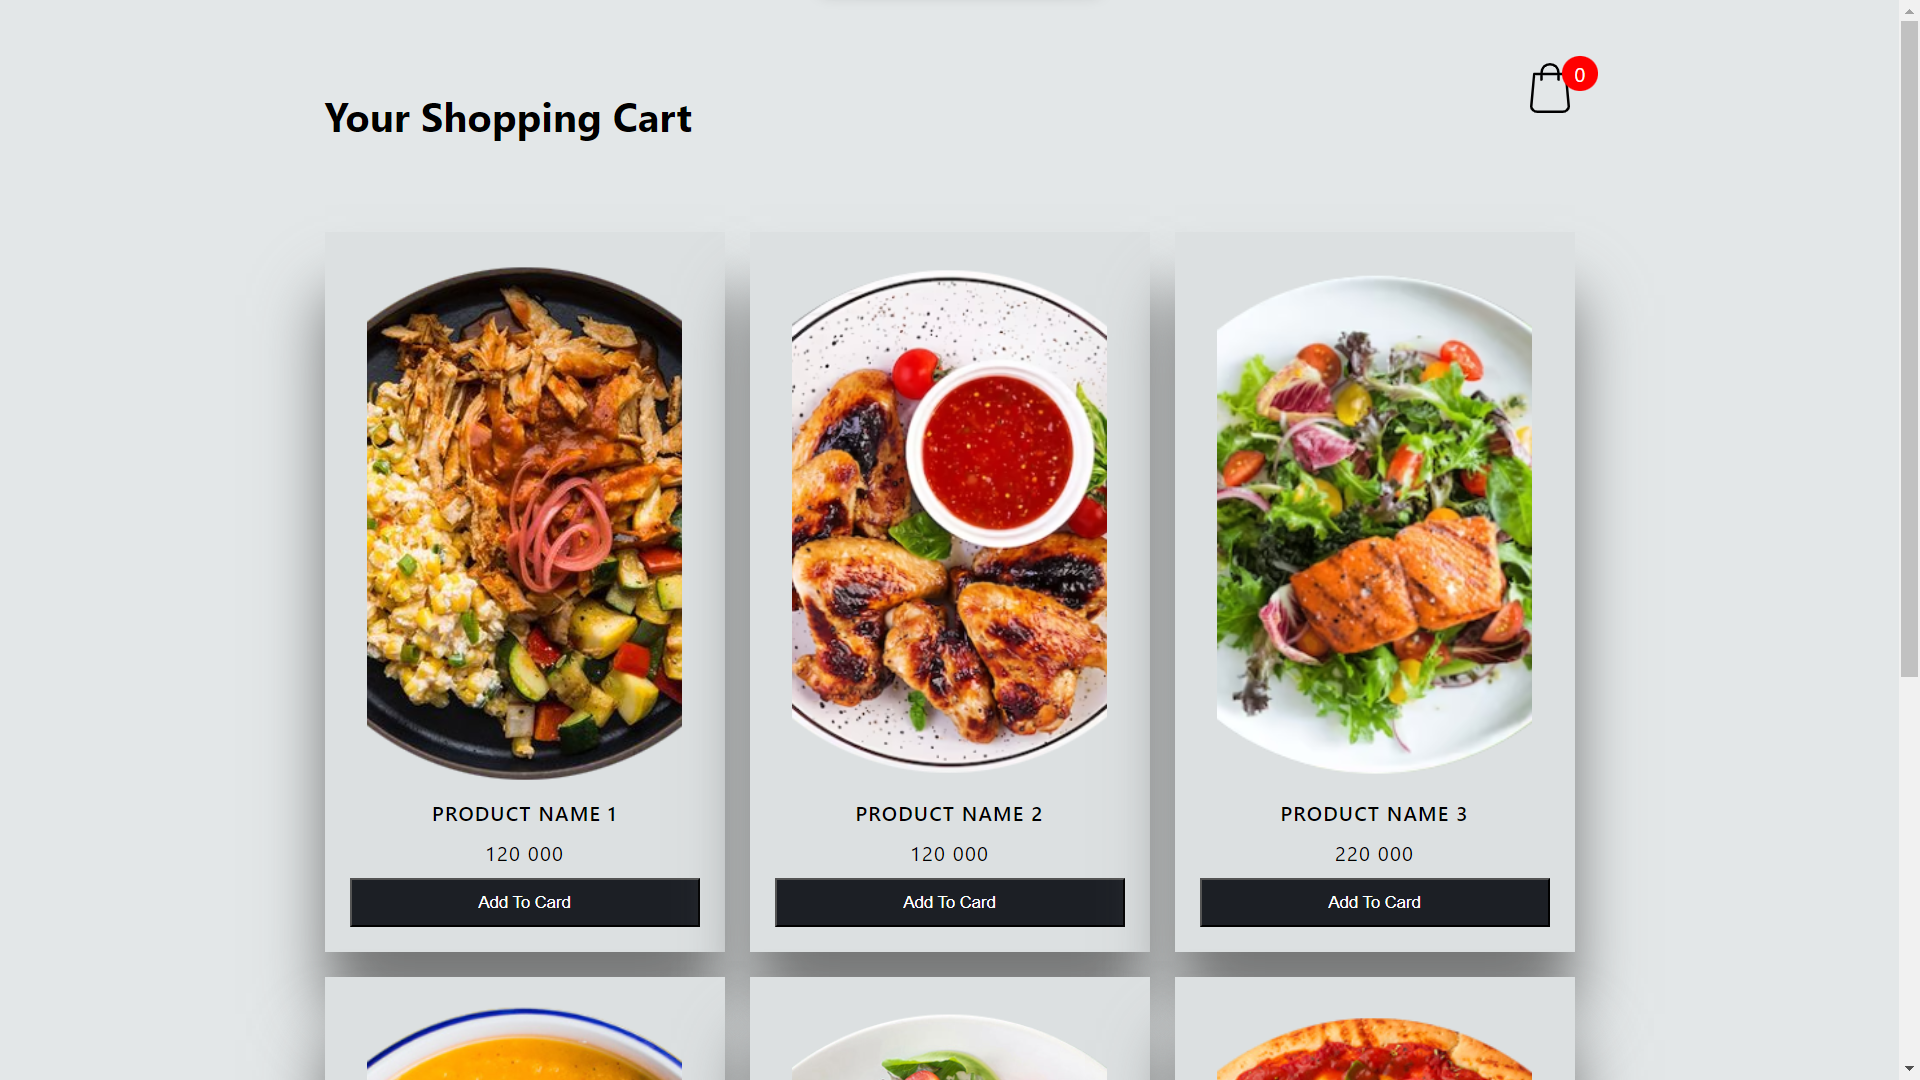 0
Your Shopping Cart
PRODUCT NAME 1
120 000
Add To Card
PRODUCT NAME 2
120 000
Add To Card
PRODUCT NAME 3
220 000
Add To Card